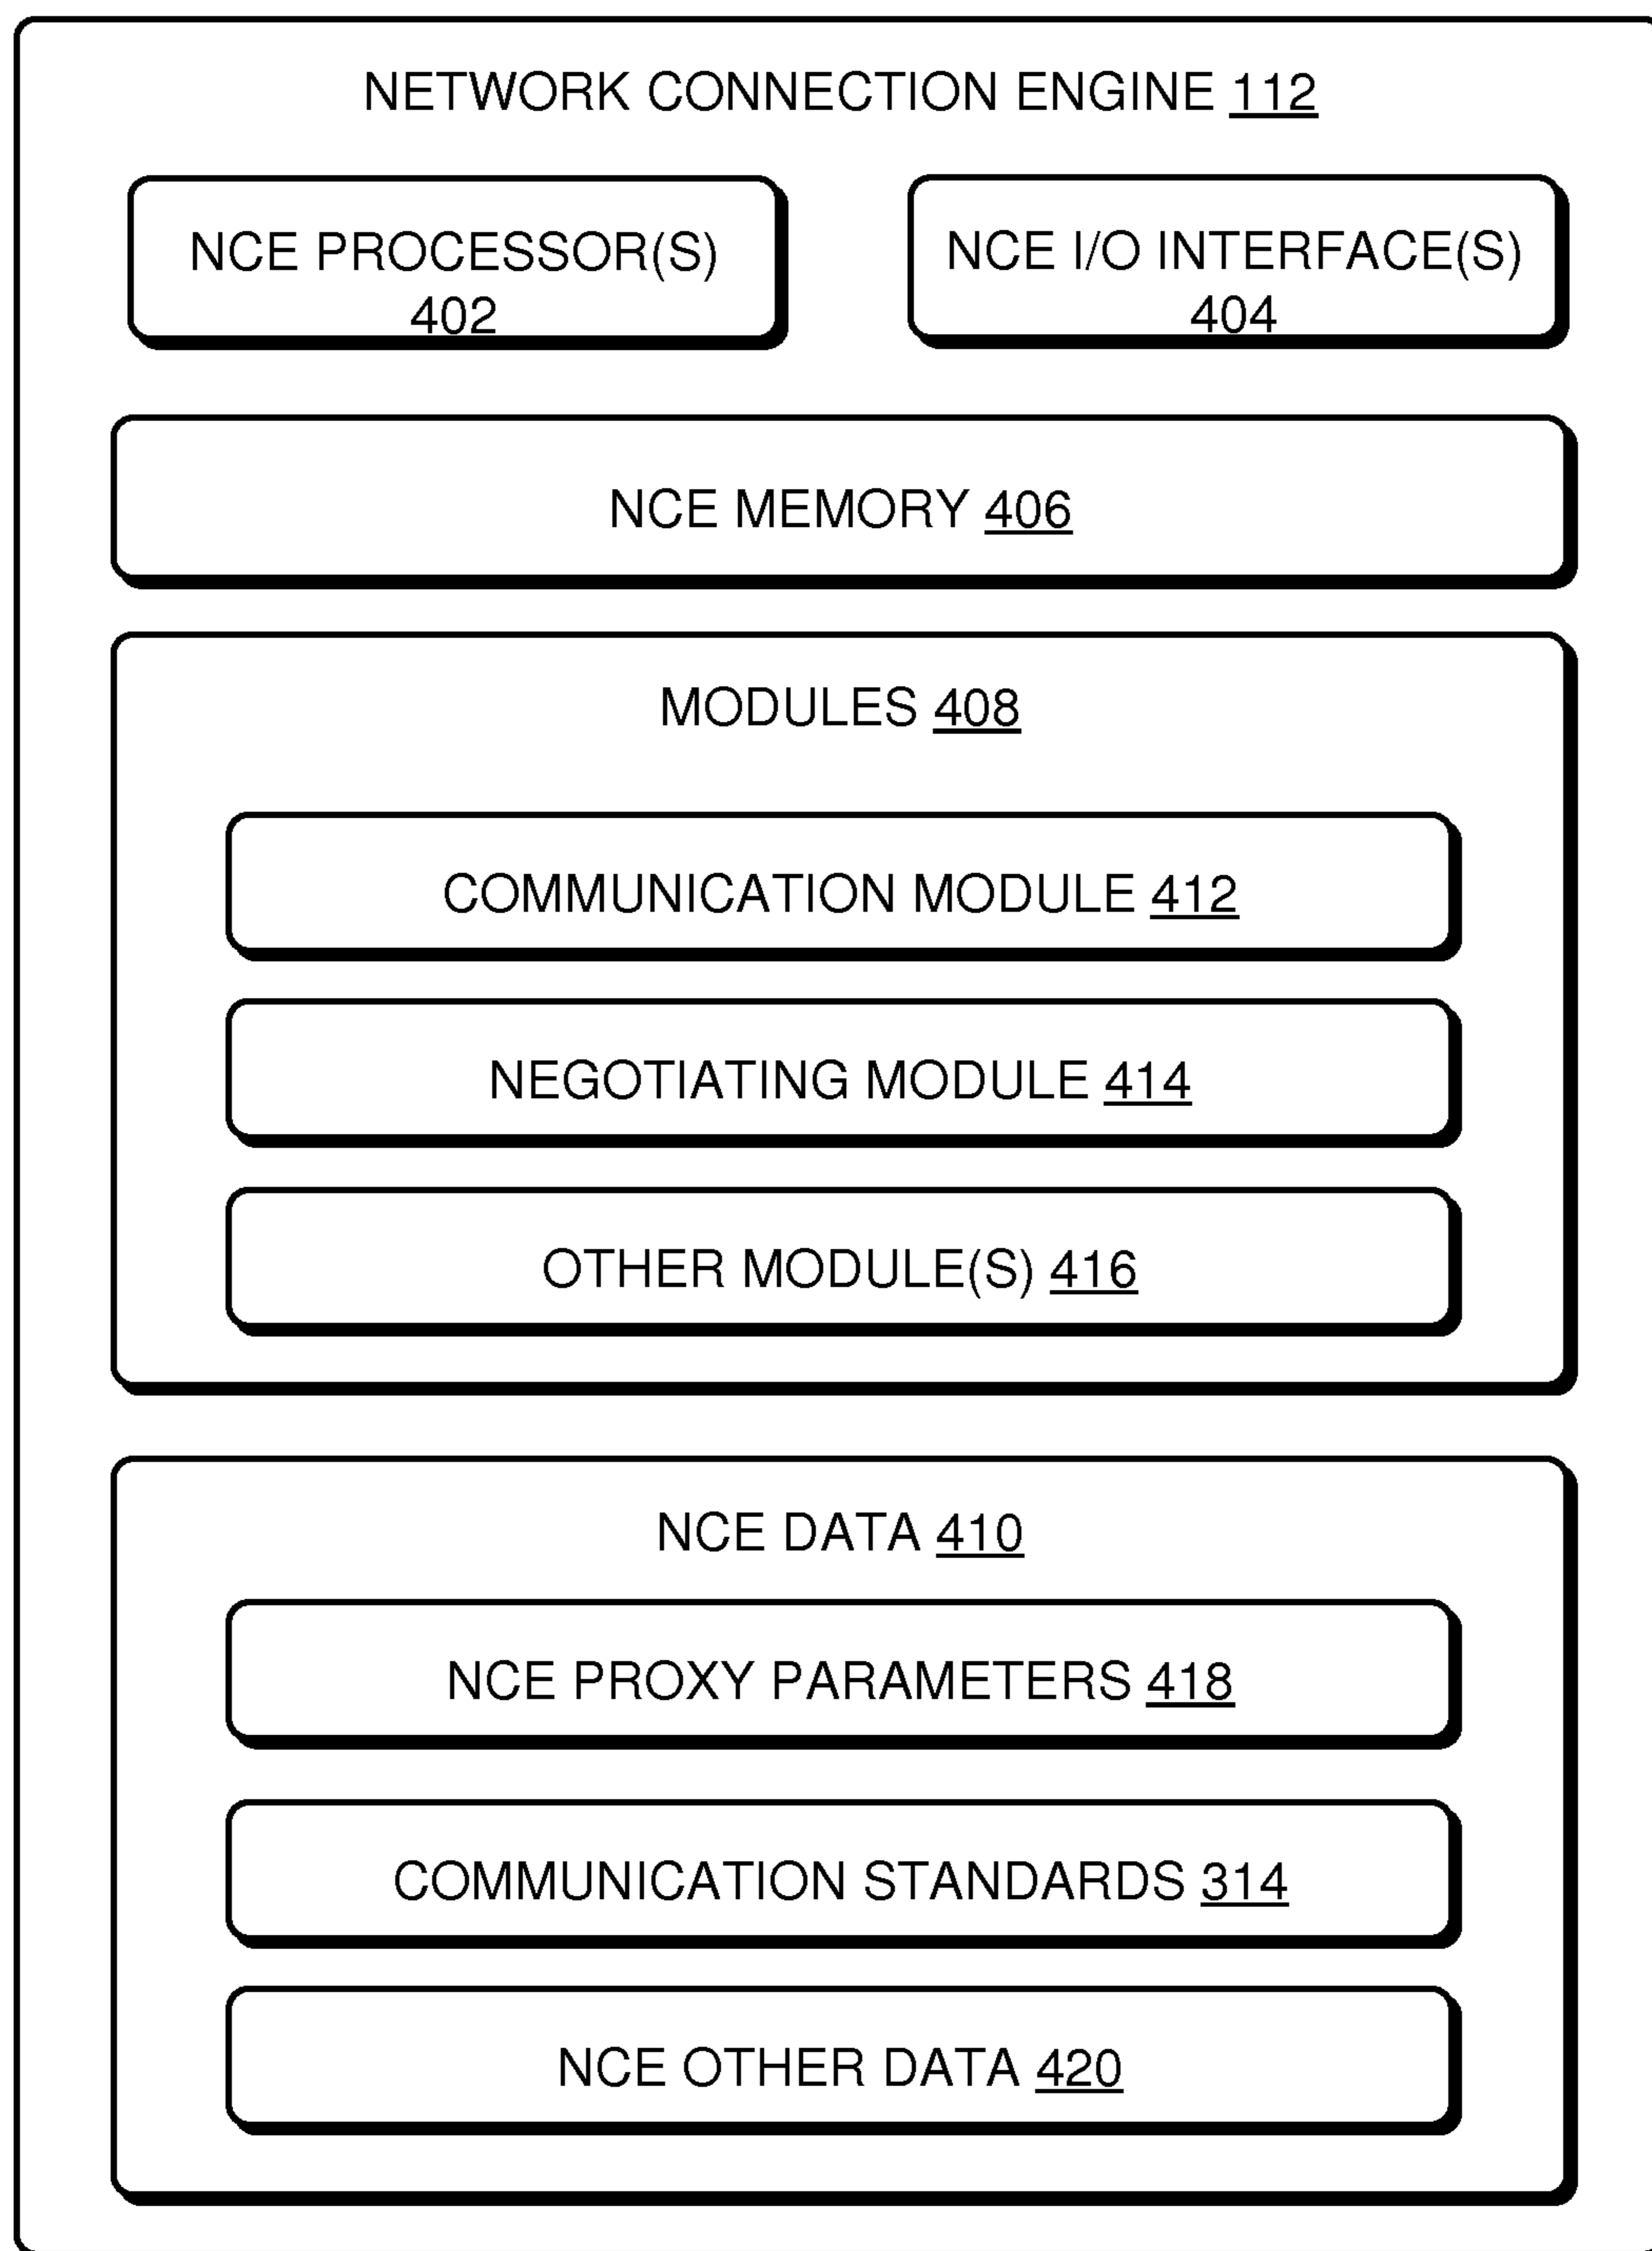 NETWORK CONNECTION ENGINE 112
NCE PROCESSOR(S)
402
NCE I/O INTERFACE(S)
404
NCE MEMORY 406
MODULES 408
COMMUNICATION MODULE 412
NEGOTIATING MODULE 414
OTHER MODULE(S) 416
NCE DATA 410
NCE PROXY PARAMETERS 418
COMMUNICATION STANDARDS 314
NCE OTHER DATA 420